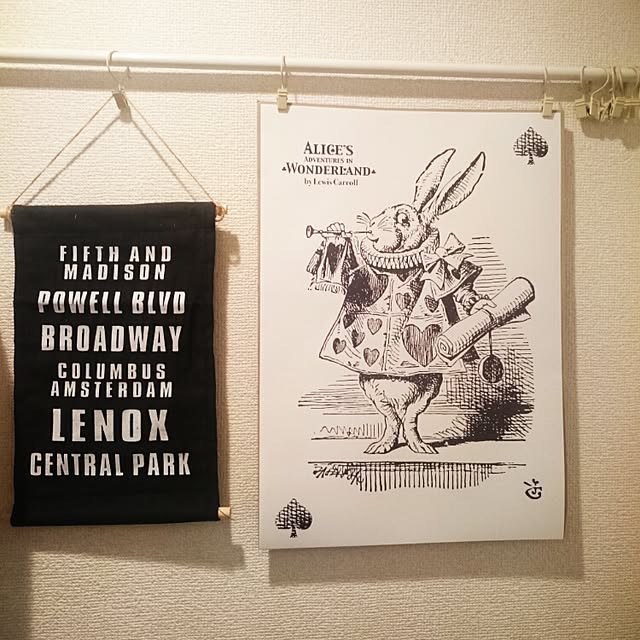 FIFTH AND
MADISON
POWELL BLVD
BROADWAY
COLUMBUS
AMSTERDAM
LENOX
CENTRAL PARK
ALICE'S
ADVENTURES IN
WONDERLAND
by Lewis Carroll